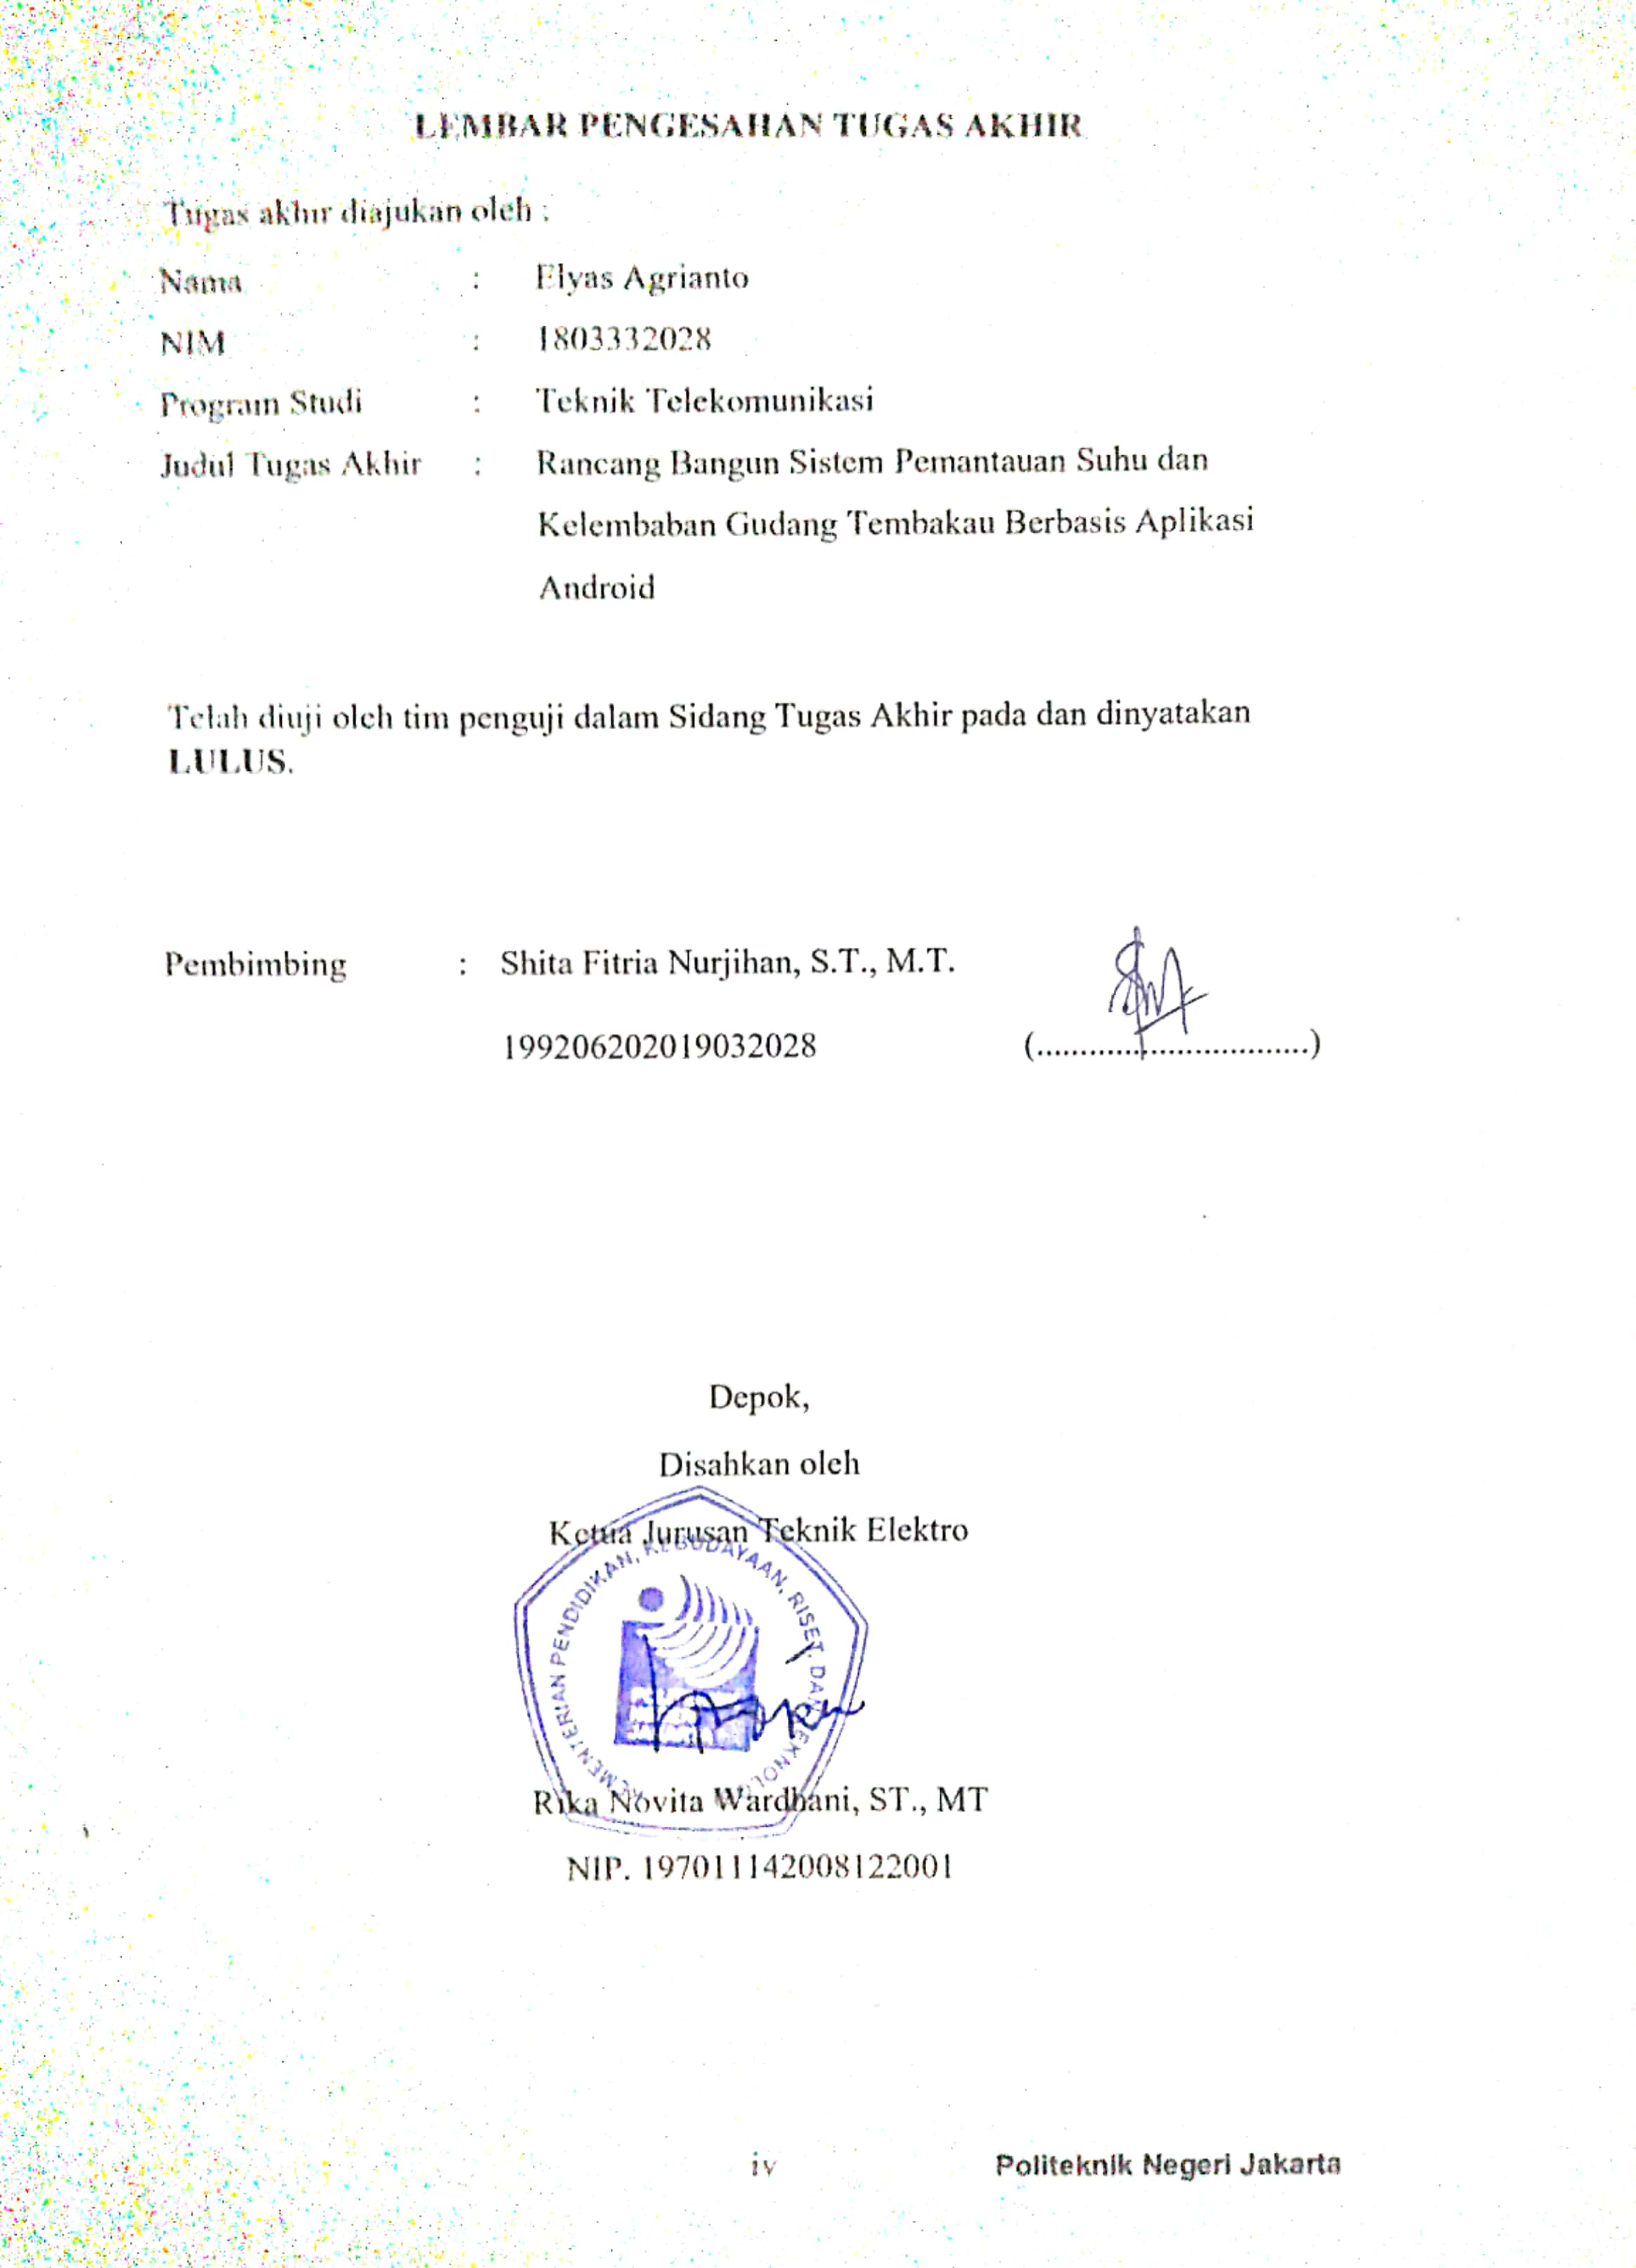 LEMBAR PENGESAHAN TUGAS AKHIR
Tugas akhir diajukan oleh :
Nama : Elyas Agrianto
NIM : 1803332028
Program Studi : Teknik Telekomunikasi
Judul Tugas Akhir : Rancang Bangun Sistem Pemantauan Suhu dan
Kelembaban Gudang Tembakau Berbasis Aplikasi
Android
Telah diuji oleh tim penguji dalam Sidang Tugas Akhir pada dan dinyatakan
LULUS.
Pembimbing : Shita Fitria Nurjihan, S.T., M.T.
199206202019032028 (................................)
Depok,
Disahkan oleh
Ketua Jurusan Teknik Elektro
KEMENTERIAN PENDIDIKAN, KEBUDAYAAN, RISET, DAN
Rika Novita Wardhani, ST., MT
NIP. 197011142008122001
iv Politeknik Negeri Jakarta